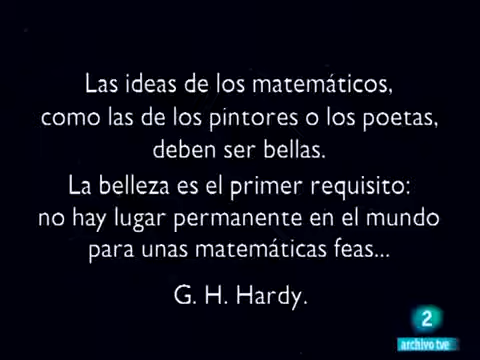 Las ideas de los matemáticos,
como las de los pintores o los poetas,
deben ser bellas.
La belleza es el primer requisito:
no hay lugar permanente en el mundo
para unas matemáticas feas...
G. H. Hardy.
2
archivo tve